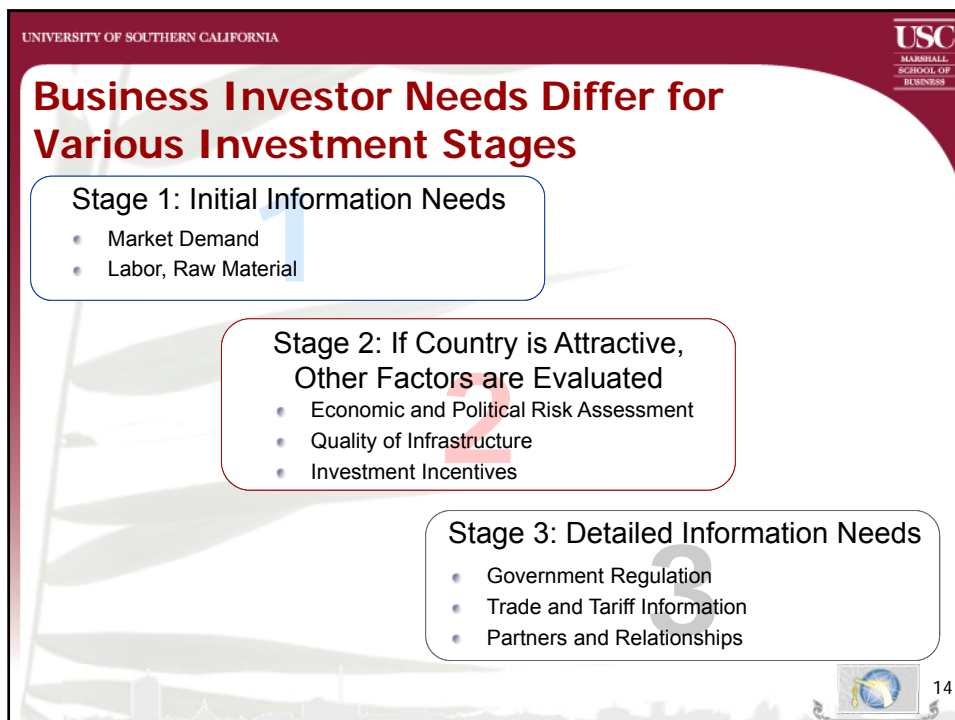 UNIVERSITY OF SOUTHERN CALIFORNIA
USC
MARSHALL
SCHOOL OF
BUSINESS
Business Investor Needs Differ for
Various Investment Stages
1
Stage 1: Initial Information Needs
Market Demand
Labor, Raw Material
2
Stage 2: If Country is Attractive,
Other Factors are Evaluated
Economic and Political Risk Assessment
Quality of Infrastructure
Investment Incentives
3
Stage 3: Detailed Information Needs
Government Regulation
Trade and Tariff Information
Partners and Relationships
14